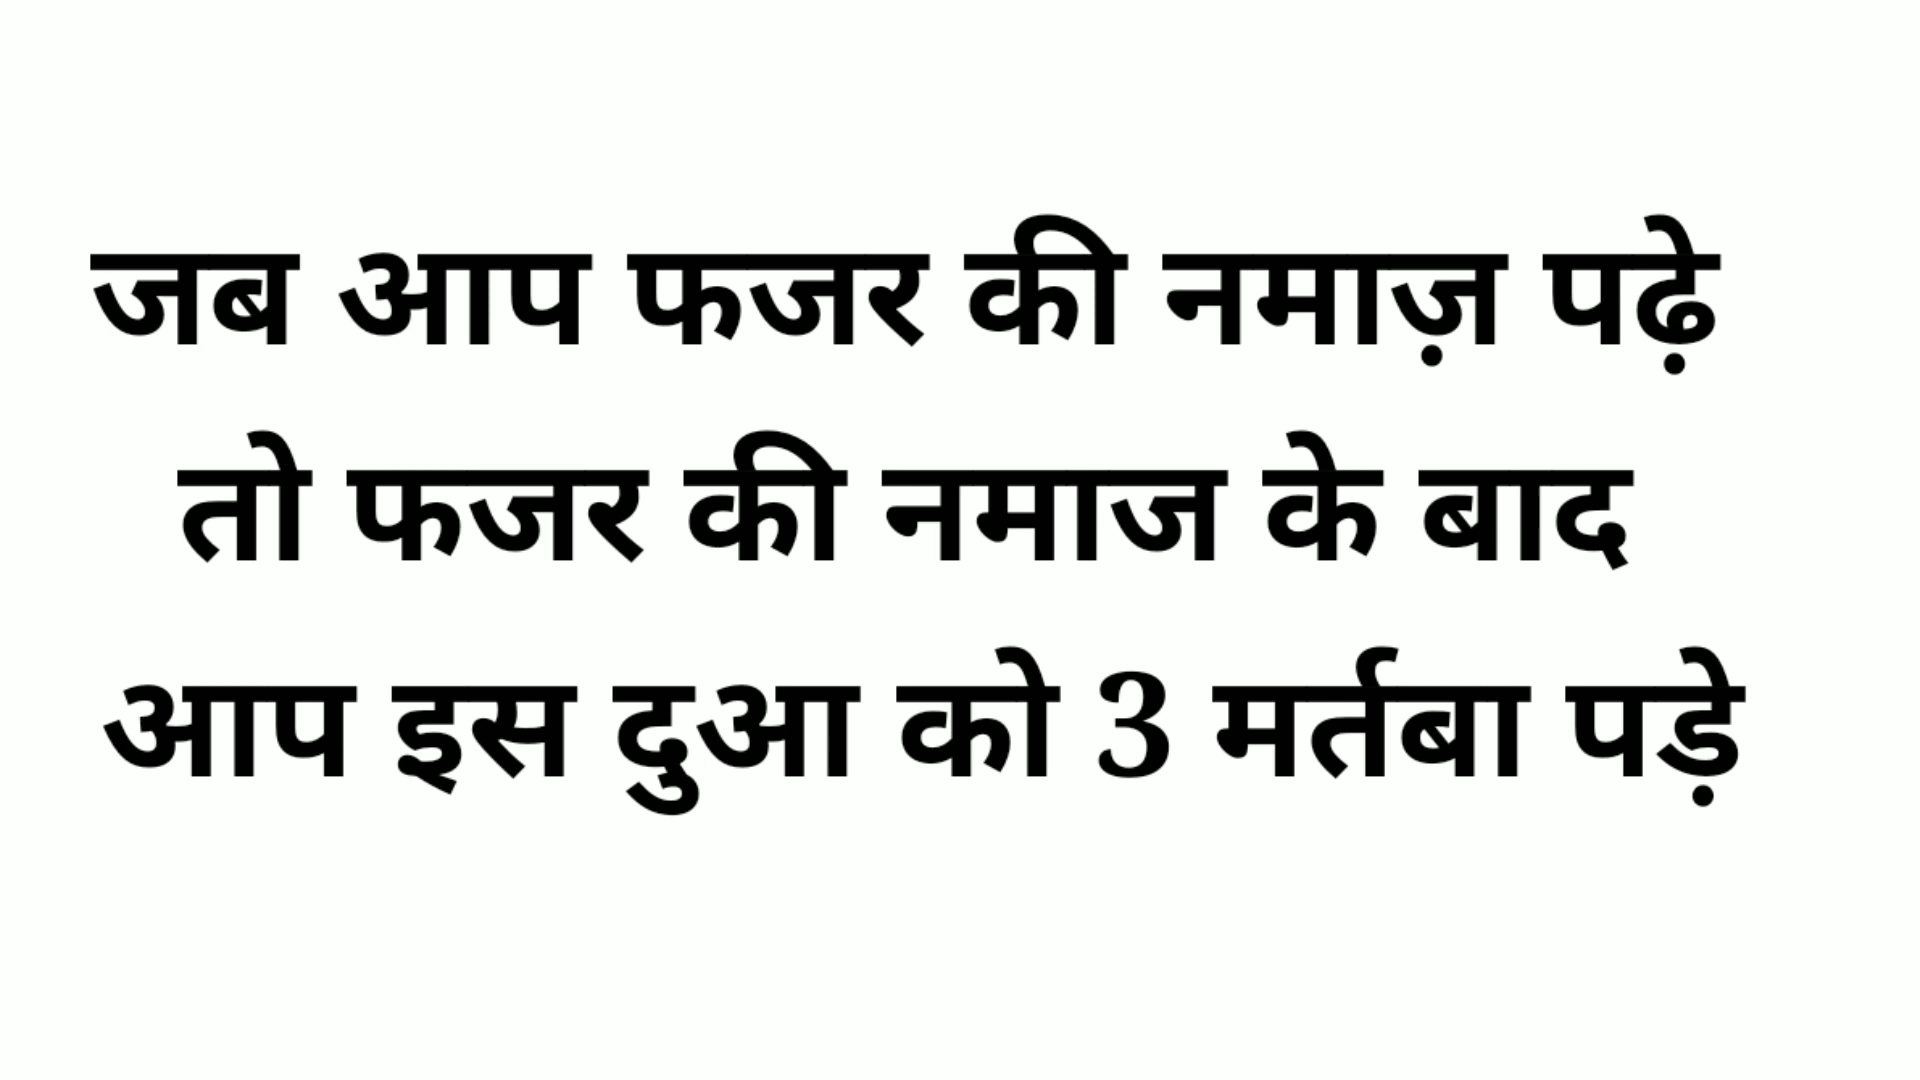 जब आप फजर की नमाज़ पढ़े
तो फजर की नमाज के बाद
आप इस दुआ को 3 मर्तबा पड़े